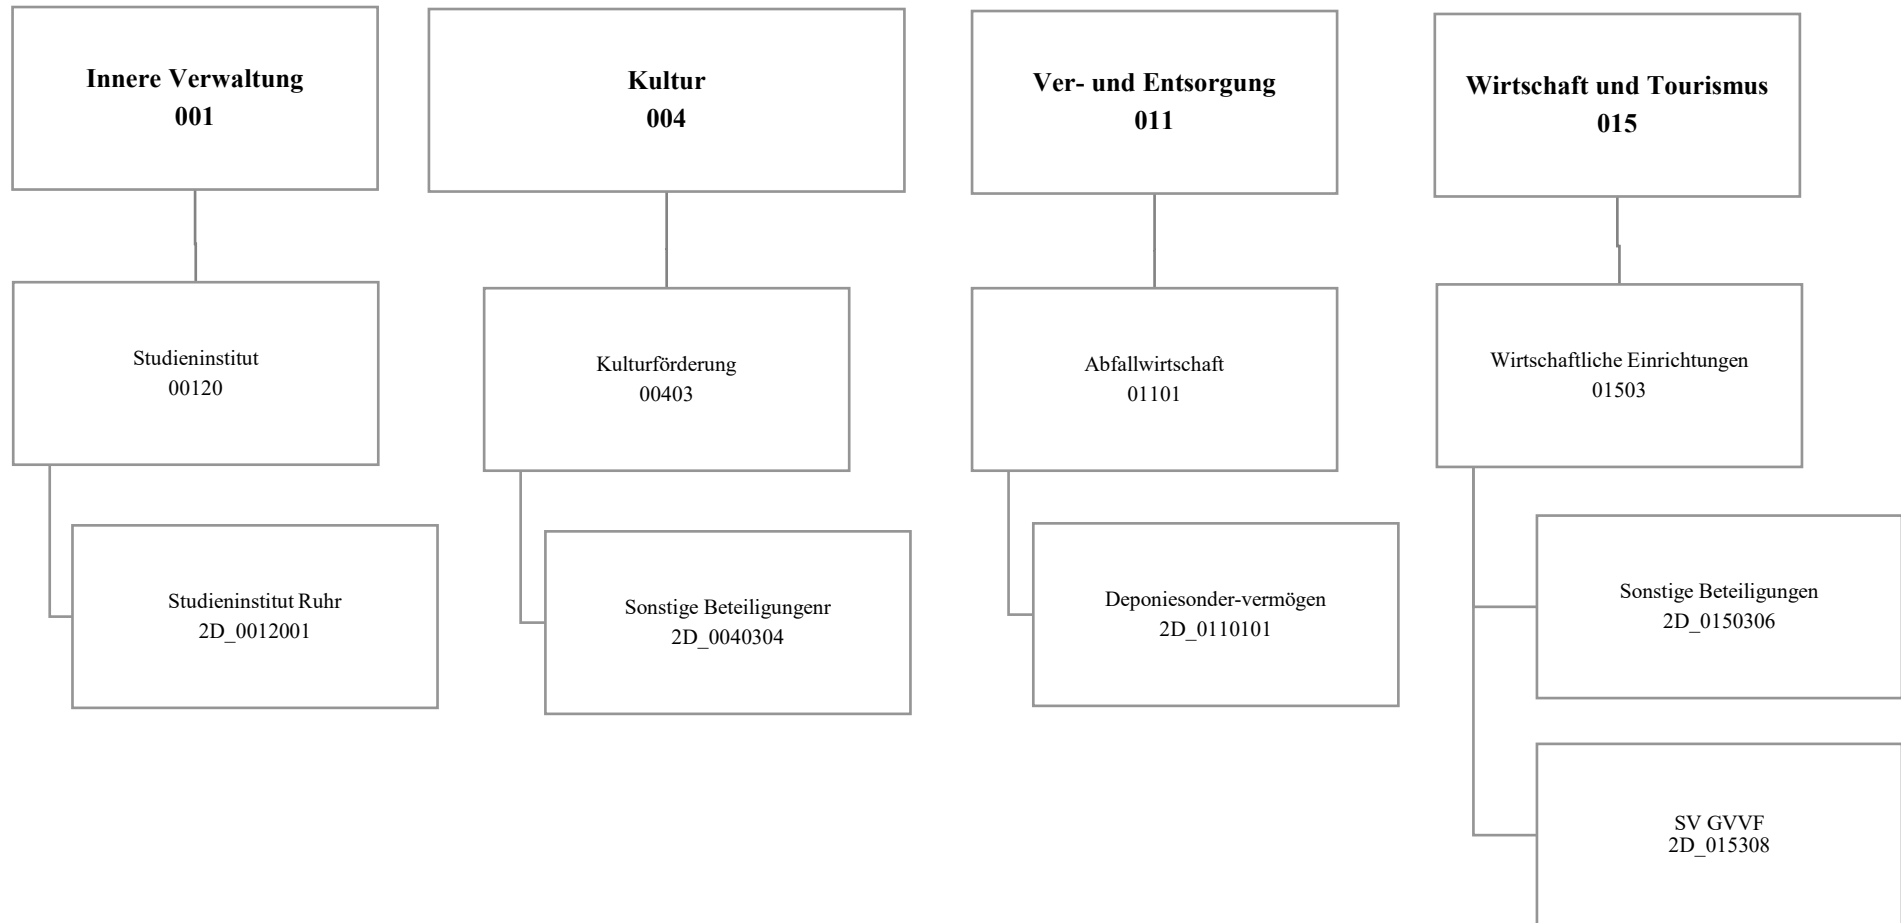 Innere Verwaltung
001
Kultur
004
Ver- und Entsorgung
011
Wirtschaft und Tourismus
015
Studieninstitut
00120
Kulturförderung
00403
Abfallwirtschaft
01101
Wirtschaftliche Einrichtungen
01503
Studieninstitut Ruhr
2D_0012001
Sonstige Beteiligungenr
2D_0040304
Deponiesonder-vermögen
2D_0110101
Sonstige Beteiligungen
2D_0150306
SV GVVF
2D_015308